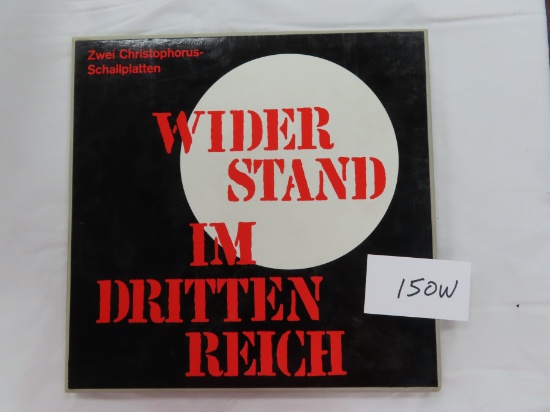 Zwei Christophorus-
Schallplatten
WIDER
STAND
IM
DRITTEN
REICH
150W